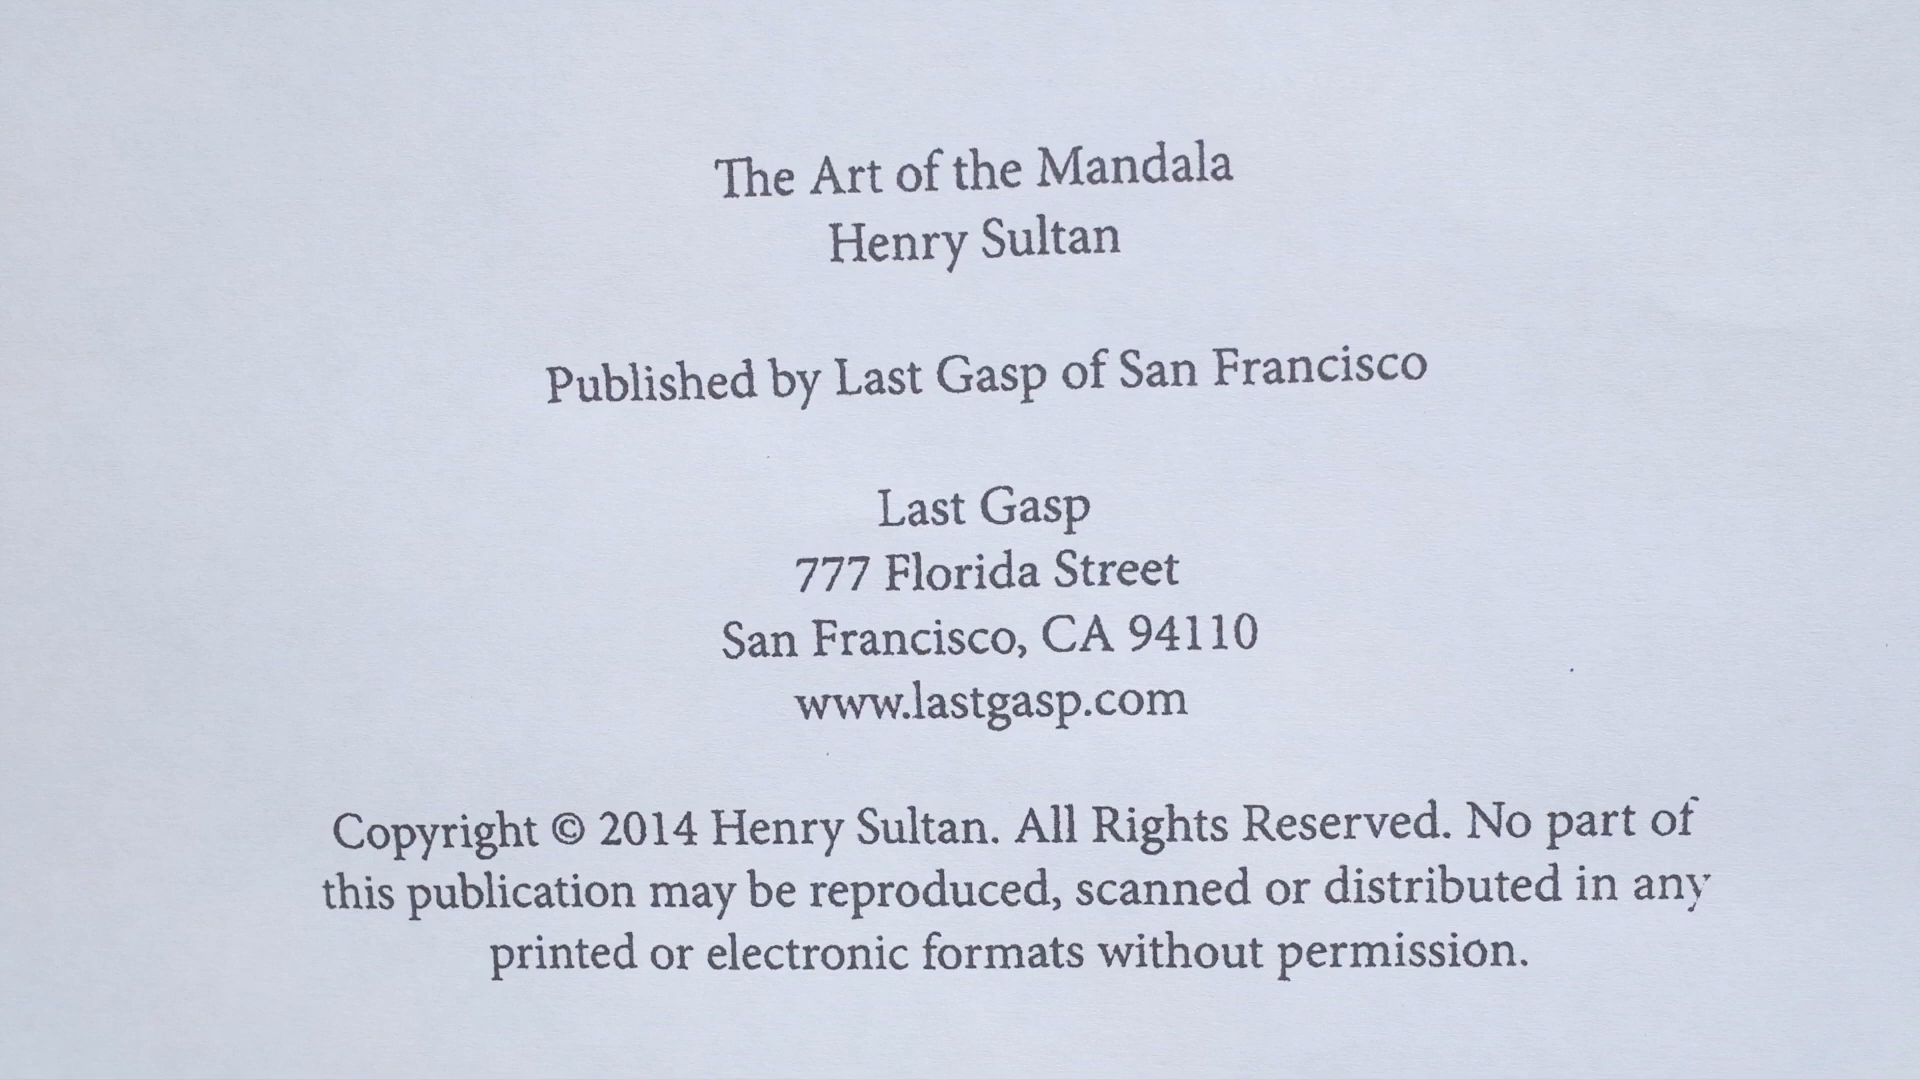 The Art of the Mandala
Henry Sultan
Published by Last Gasp of San Francisco
Last Gasp
777 Florida Street
San Francisco, CA 94110
www.lastgasp.com
Copyright © 2014 Henry Sultan. All Rights Reserved. No part of
this publication may be reproduced, scanned or distributed in any
printed or electronic formats without permission.